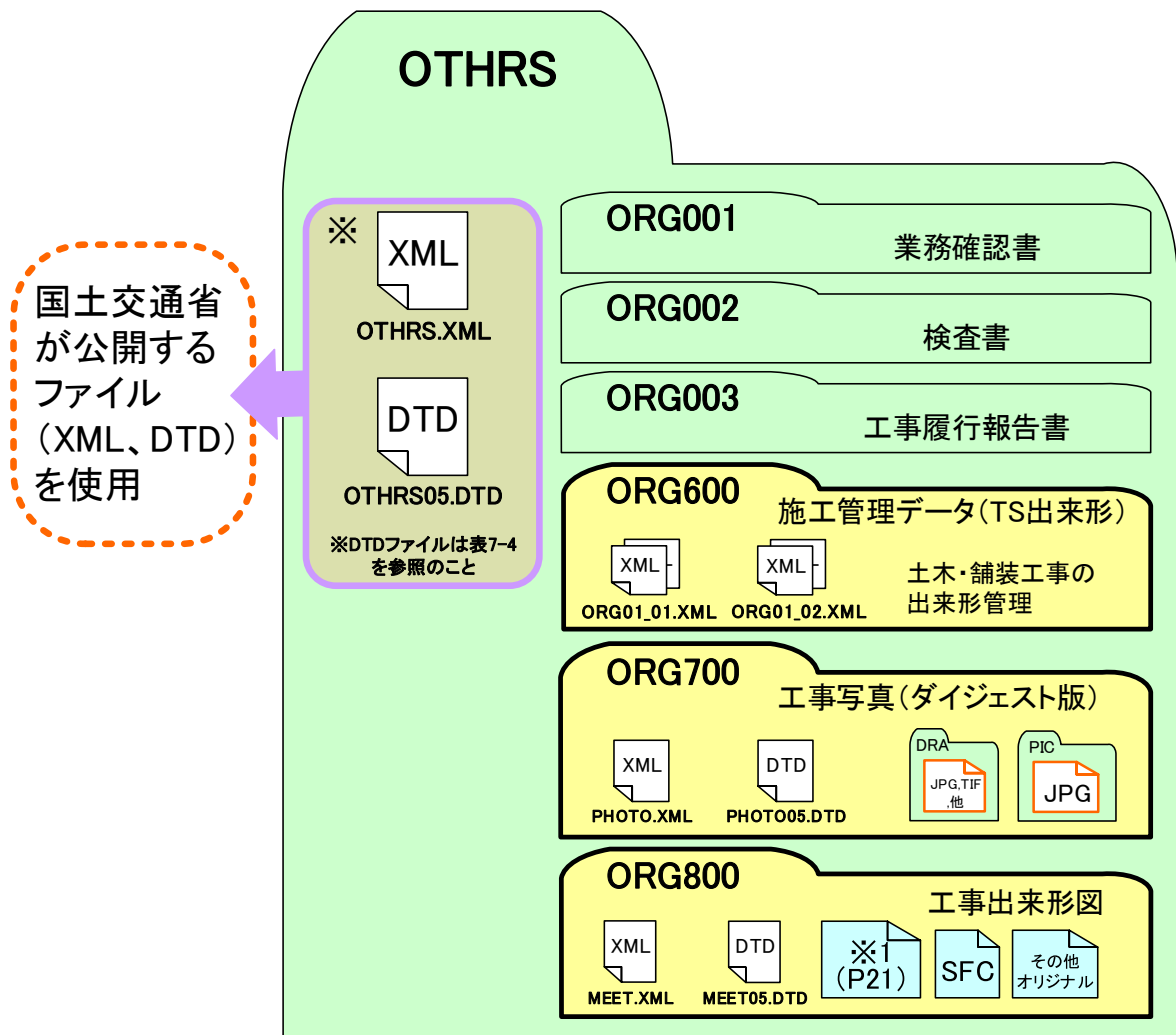 OTHRS
国土交通省
が公開する
ファイル
（XML、DTD）
を使用
※
XML
OTHRS.XML
DTD
OTHRS05.DTD
※DTDファイルは表7-4
を参照のこと
ORG001
業務確認書
ORG002
検査書
ORG003
工事履行報告書
ORG600
施工管理データ（TS出来形）
XML
XML
土木・舗装工事の
出来形管理
ORG01_01.XML
ORG01_02.XML
ORG700
工事写真（ダイジェスト版）
XML
DTD
DRA
JPG,TIF
,他
PIC
JPG
PHOTO.XML
PHOTO05.DTD
ORG800
工事出来形図
XML
DTD
※1
(P21)
SFC
その他
オリジナル
MEET.XML
MEET05.DTD